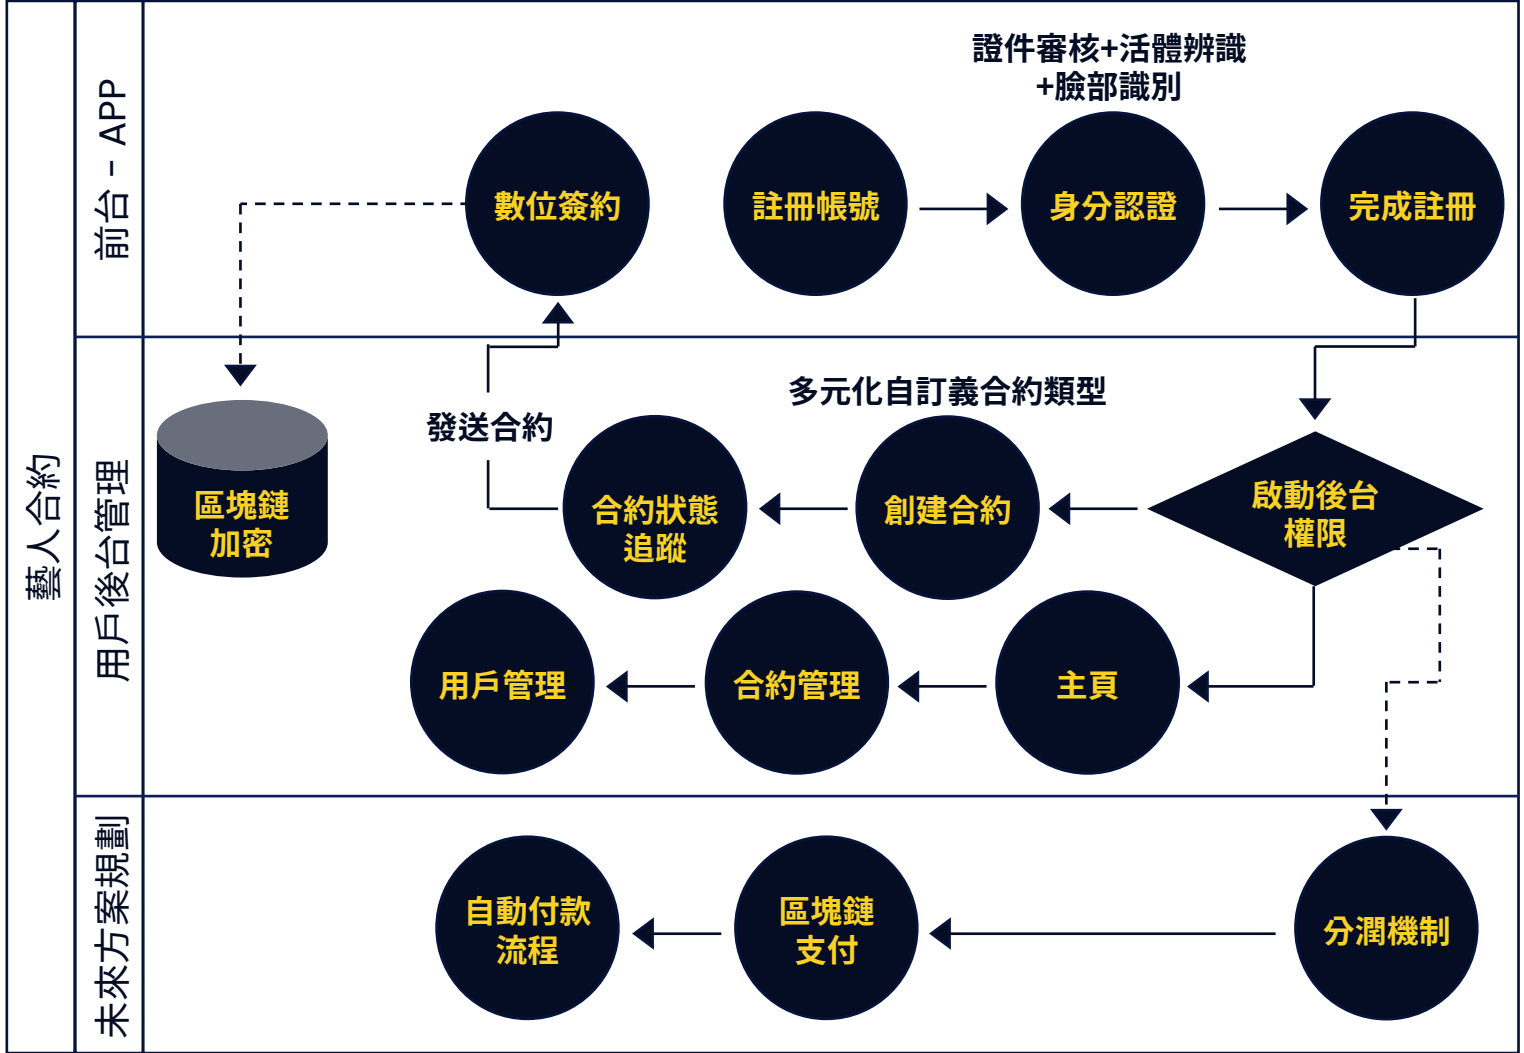 藝人合約
前台 - APP
證件審核+活體辨識
+臉部識別
數位簽約
註冊帳號
身分認證
完成註冊
用戶後台管理
多元化自訂義合約類型
發送合約
區塊鏈
加密
合約狀態
追蹤
創建合約
啟動後台
權限
用戶管理
合約管理
主頁
未來方案規劃
自動付款
流程
區塊鏈
支付
分潤機制